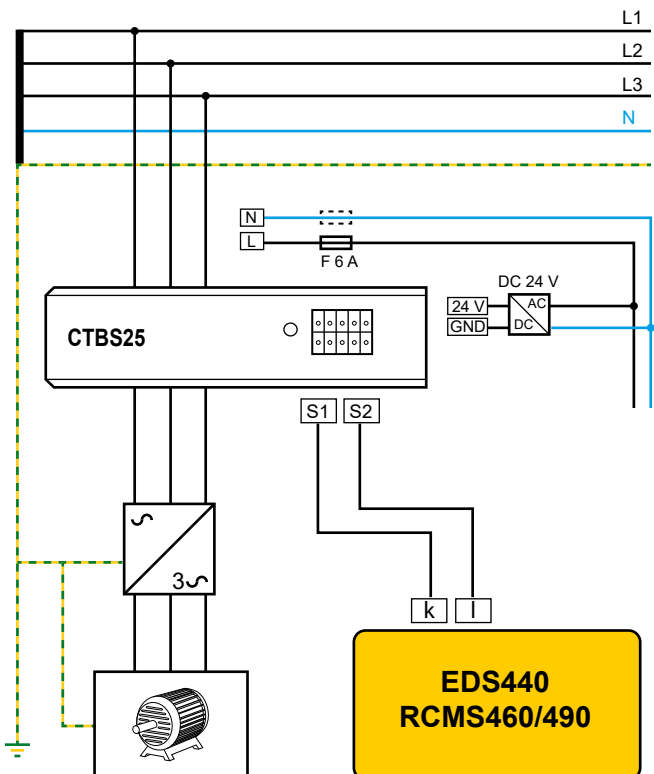 L1
L2
L3
N
N
L
F 6 A
DC 24 V
24 V
AC
GND
DC
CTBS25
S1 S2
3
k l
EDS440
RCMS460/490